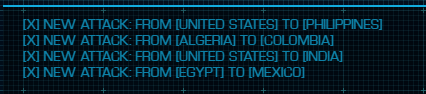 [X] NEW ATTACK: FROM [UNITED STATES] TO [PHILIPPINES]
[X] NEW ATTACK: FROM [ALGERIA] TO [COLOMBIA]
[X] NEW ATTACK: FROM [UNITED STATES] TO [INDIA]
[X] NEW ATTACK: FROM [EGYPT] TO [MEXICO]